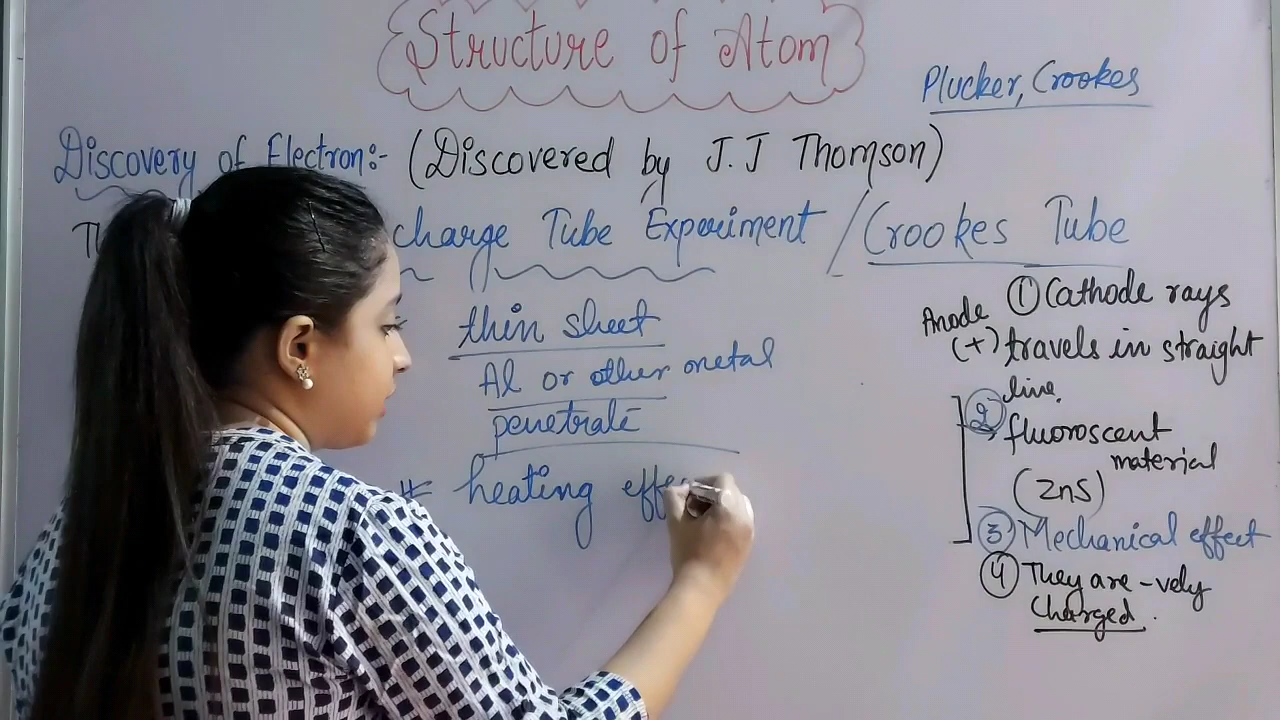 Structure of Atom
Plucker, Crookes
Discovery of Electron:- (Discovered by J.J Thomson)
charge Tube Experiment / Crookes Tube
thin sheet
Al or other metal
penetrate
# heating effe
Anode
(+)
① Cathode rays
travels in straight
line.
② fluoroscent
material
(ZnS)
③ Mechanical effect
④ They are -vely
charged.